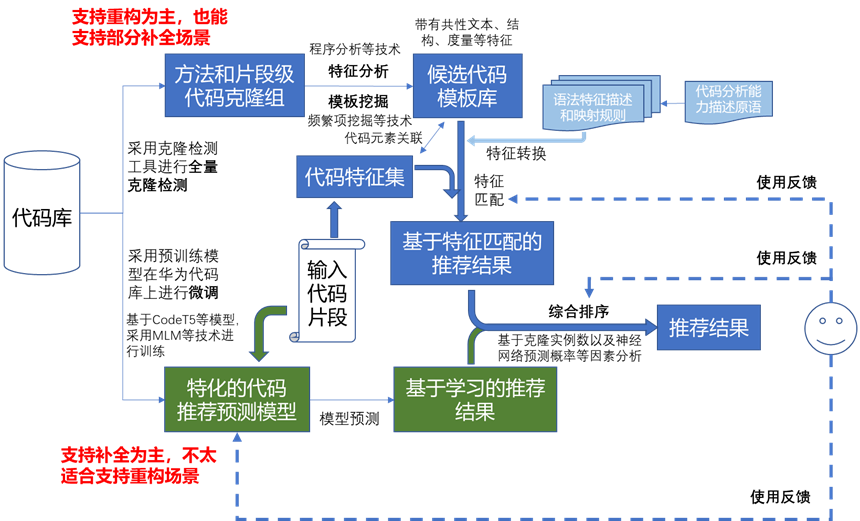 支持重构为主，也能
支持部分补全场景
带有共性文本、结
构、度量等特征
程序分析等技术
方法和片段级
代码克隆组
特征分析
候选代码
模板库
模板挖掘
频繁项挖掘等技术
代码元素关联
语法特征描述
和映射规则
代码分析能
力描述原语
特征转换
采用克隆检测
工具进行全量
克隆检测
代码库
代码特征集
特征
匹配
使用反馈
基于特征匹配的
推荐结果
使用反馈
采用预训练模
型在华为代码
库上进行微调
输入
代码
片段
基于CodeT5等模型,
采用MLM等技术进
行训练
综合排序
推荐结果
基于克隆实例数以及神经
网络预测概率等因素分析
特化的代码
推荐预测模型
模型预测
基于学习的推荐
结果
支持补全为主，不太
适合支持重构场景
使用反馈